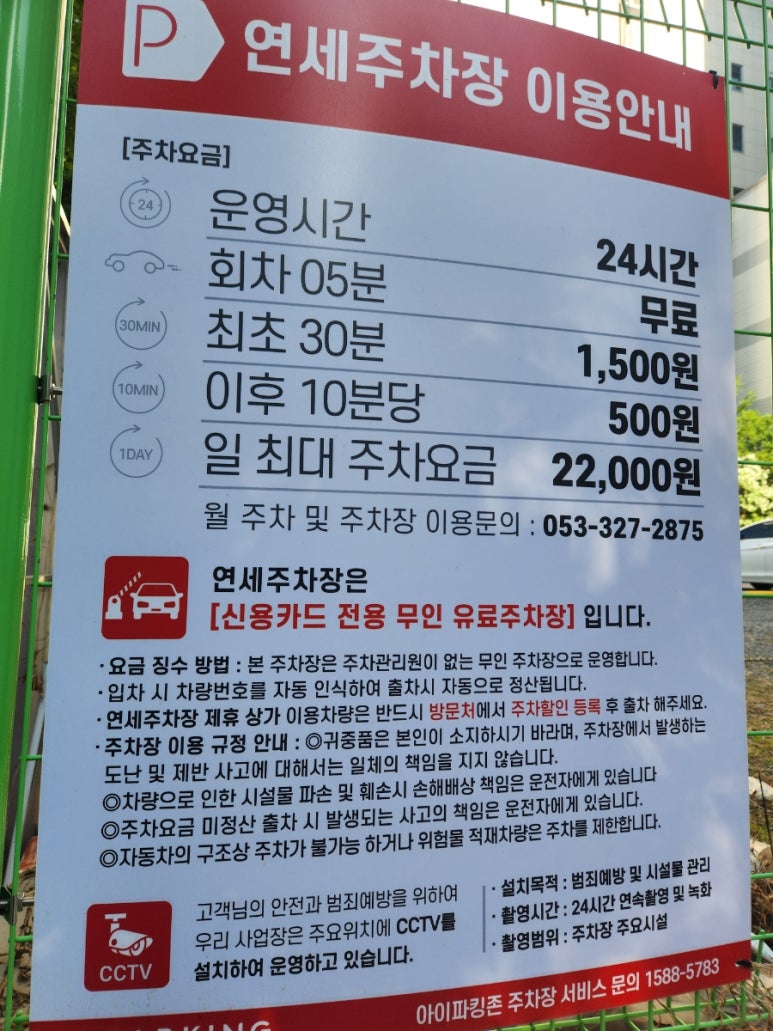 P 연세주차장 이용안내
[주차요금]
24 운영시간 24시간
회차 05분 무료
30MIN 최초 30분 1,500원
10MIN 이후 10분당 500원
1DAY 일 최대 주차요금 22,000원
월 주차 및 주차장 이용문의 : 053-327-2875
연세주차장은
[신용카드 전용 무인 유료주차장] 입니다.
·요금 징수 방법 : 본 주차장은 주차관리원이 없는 무인 주차장으로 운영합니다.
·입차 시 차량번호를 자동 인식하여 출차시 자동으로 정산됩니다.
·연세주차장 제휴 상가 이용차량은 반드시 방문처에서 주차할인 등록 후 출차 해주세요.
·주차장 이용 규정 안내 : ◎귀중품은 본인이 소지하시기 바라며, 주차장에서 발생하는
도난 및 제반 사고에 대해서는 일체의 책임을 지지 않습니다.
◎차량으로 인한 시설물 파손 및 훼손시 손해배상 책임은 운전자에게 있습니다
◎주차요금 미정산 출차 시 발생되는 사고의 책임은 운전자에게 있습니다.
◎자동차의 구조상 주차가 불가능 하거나 위험물 적재차량은 주차를 제한합니다.
CCTV
고객님의 안전과 범죄예방을 위하여
우리 사업장은 주요위치에 CCTV를
설치하여 운영하고 있습니다.
· 설치목적 : 범죄예방 및 시설물 관리
· 촬영시간 : 24시간 연속촬영 및 녹화
· 촬영범위 : 주차장 주요시설
아이파킹존 주차장 서비스 문의 1588-5783